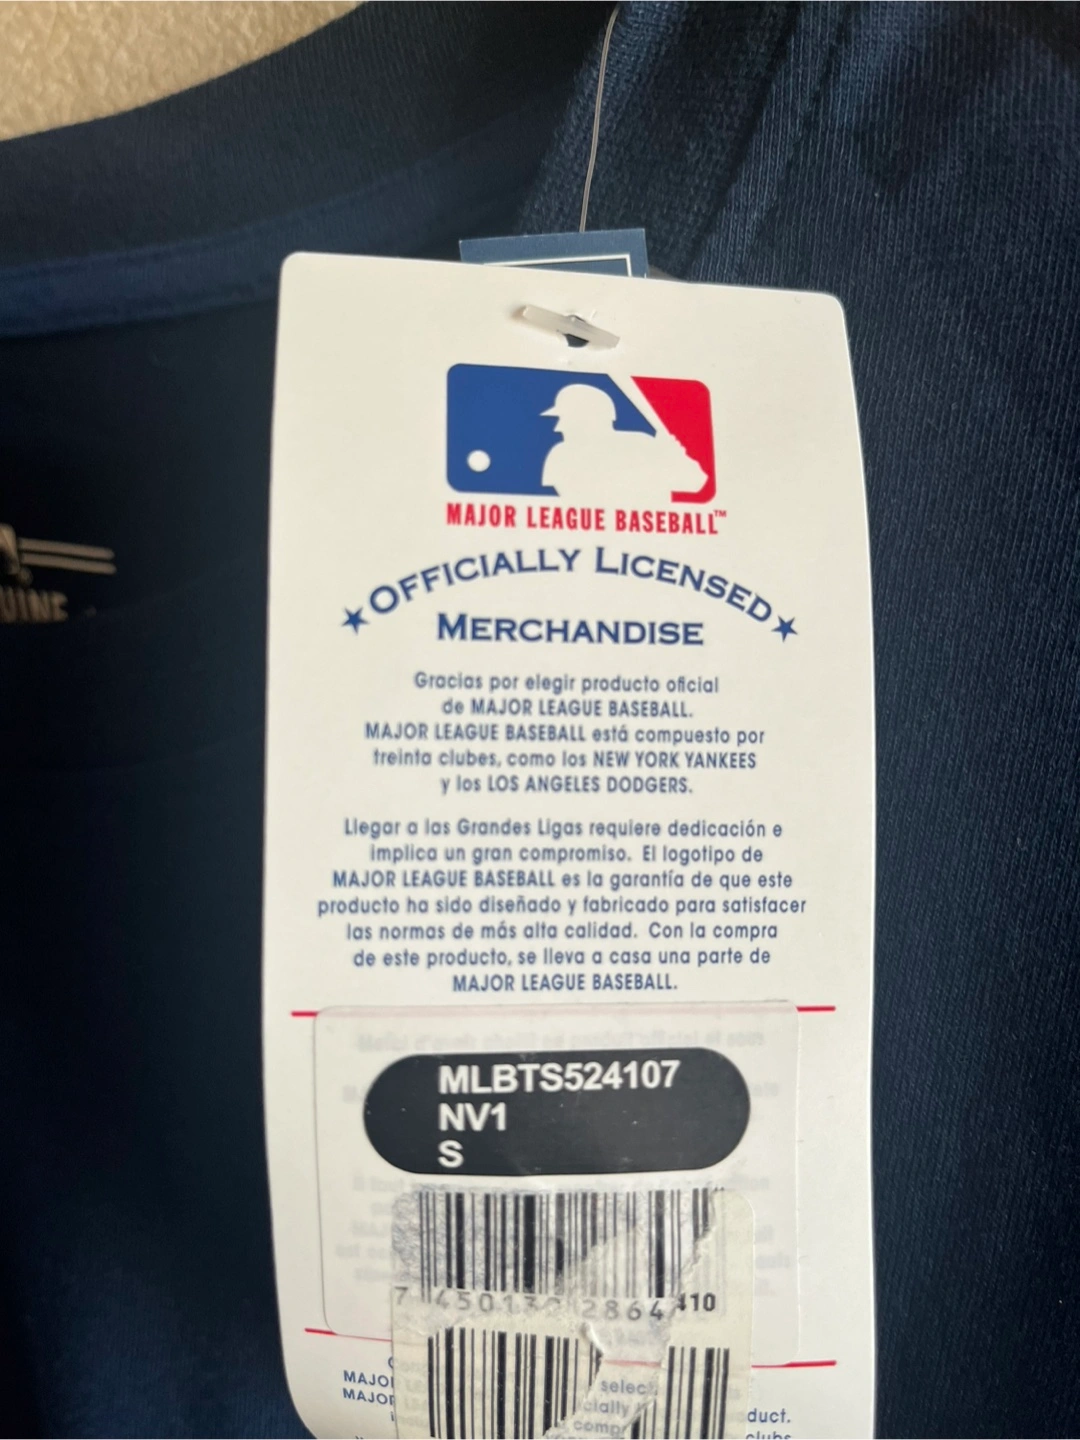 MAJOR LEAGUE BASEBALL™
OFFICIALLY LICENSED
MERCHANDISE
Gracias por elegir producto oficial
de MAJOR LEAGUE BASEBALL.
MAJOR LEAGUE BASEBALL está compuesto por
treinta clubes, como los NEW YORK YANKEES
y los LOS ANGELES DODGERS.
Llegar a las Grandes Ligas requiere dedicación e
implica un gran compromiso. El logotipo de
MAJOR LEAGUE BASEBALL es la garantía de que este
producto ha sido diseñado y fabricado para satisfacer
las normas de más alta calidad. Con la compra
de este producto, se lleva a casa una parte de
MAJOR LEAGUE BASEBALL.
MLBTS524107
NV1
S
410